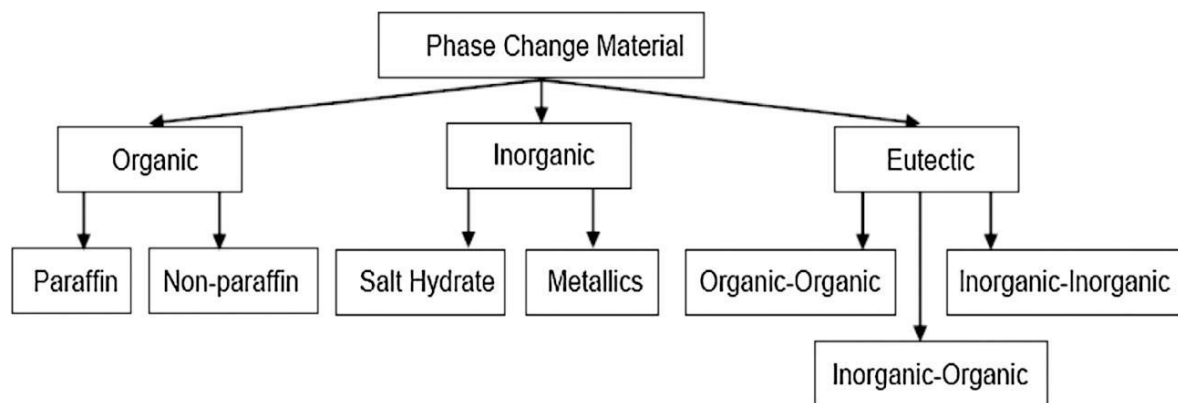 Phase Change Material
Organic
Inorganic
Eutectic
Paraffin
Non-paraffin
Salt Hydrate
Metallics
Organic-Organic
Inorganic-Inorganic
Inorganic-Organic